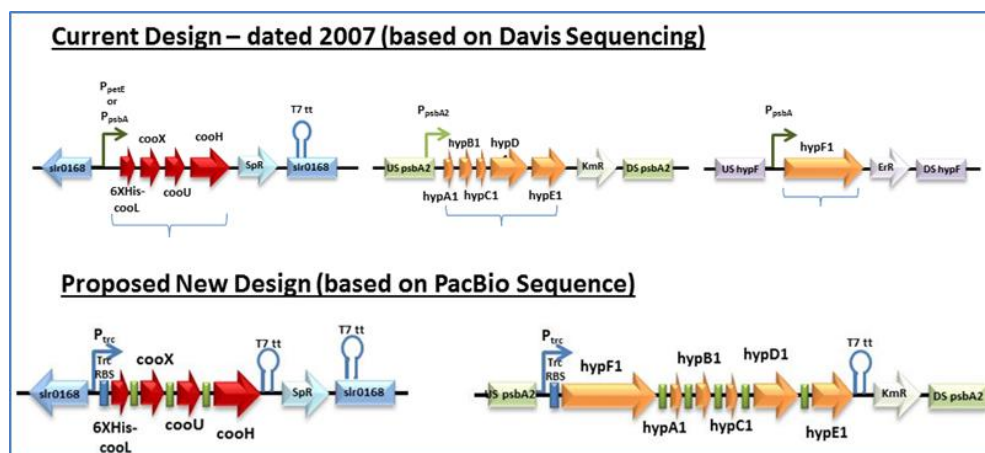 Current Design – dated 2007 (based on Davis Sequencing)
PpetE
or
PpsbA
cooX
cooH
T7 tt
slr0168
SpR
slr0168
6XHis-
cooL
cooU
PpsbA2
hypB1
hypD
US psbA2
KmR
DS psbA2
hypA1
hypC1
hypE1
PpsbA
hypF1
US hypF
ErR
DS hypF
Proposed New Design (based on PacBio Sequence)
Ptrc
Trc
RBS
cooX
T7 tt
T7 tt
slr0168
SpR
slr0168
6XHis-
cooL
cooU
cooH
Ptrc
Trc
RBS
hypF1
hypB1
hypD1
T7 tt
US psbA2
KmR
DS psbA2
hypA1
hypC1
hypE1